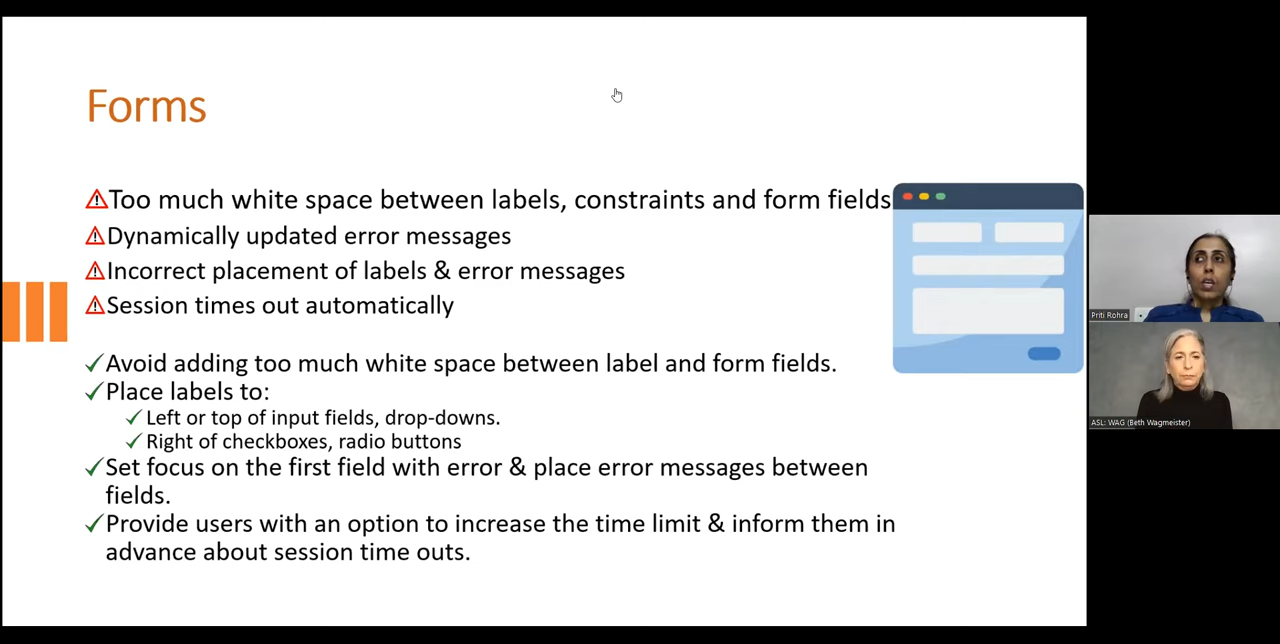 Forms
Too much white space between labels, constraints and form fields
Dynamically updated error messages
Incorrect placement of labels & error messages
Session times out automatically
Avoid adding too much white space between label and form fields.
Place labels to:
Left or top of input fields, drop-downs.
Right of checkboxes, radio buttons
Set focus on the first field with error & place error messages between
fields.
Provide users with an option to increase the time limit & inform them in
advance about session time outs.
Priti Rohra
ASL: WAG (Beth Wagmeister)